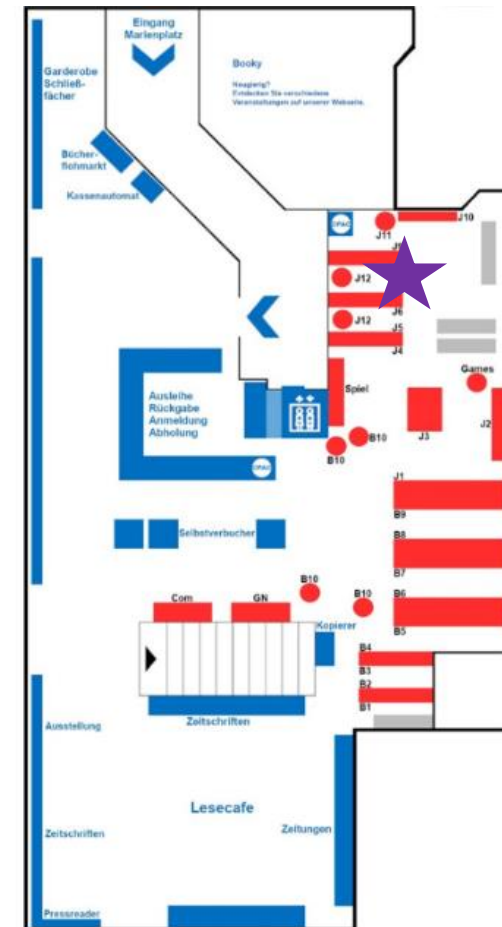 Eingang
Marienplatz
Garderobe
Schließ-
fächer
Booky
Neugierig?
Entdecken Sie verschiedene
Veranstaltungen auf unserer Webseite.
Bücher-
flohmarkt
Kassenautomat
OPAC
J11
J10
J12
J12
J6
J5
J4
Spiel
Games
J3
J2
B10
B10
Ausleihe
Rückgabe
Anmeldung
Abholung
OPAC
J1
B9
B8
B7
Selbstverbucher
B10
B10
B6
B5
Com
GN
Kopierer
B4
B3
B2
B1
Zeitschriften
Ausstellung
Lesecafe
Zeitschriften
Zeitungen
Pressreader